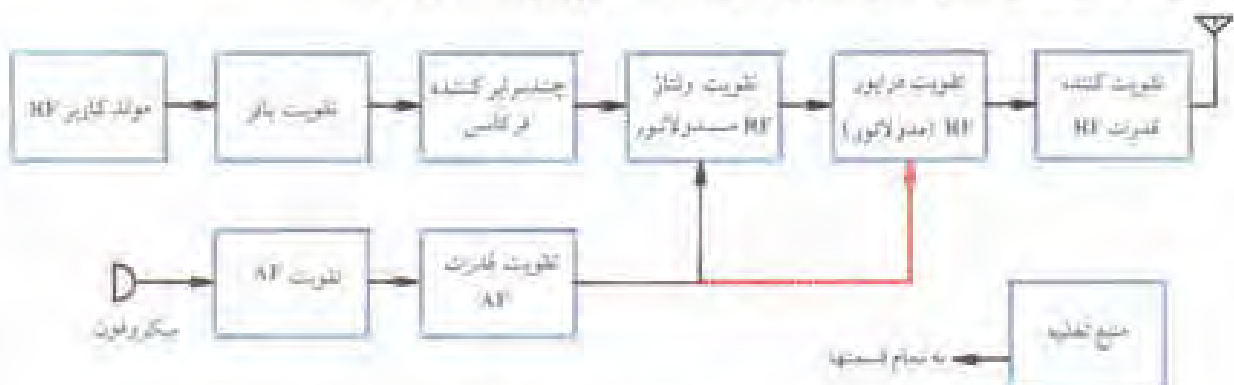 مولد کاریر RF
تقویت بافر
چندبرابر کننده
فرکانس
تقویت ولتاژ
RF مدولاتور
تقویت درایور
RF (مدولاتور)
تقویت کننده
قدرت RF
میکروفون
تقویت AF
تقویت قدرت
AF
منبع تغذیه
به تمام قسمتها